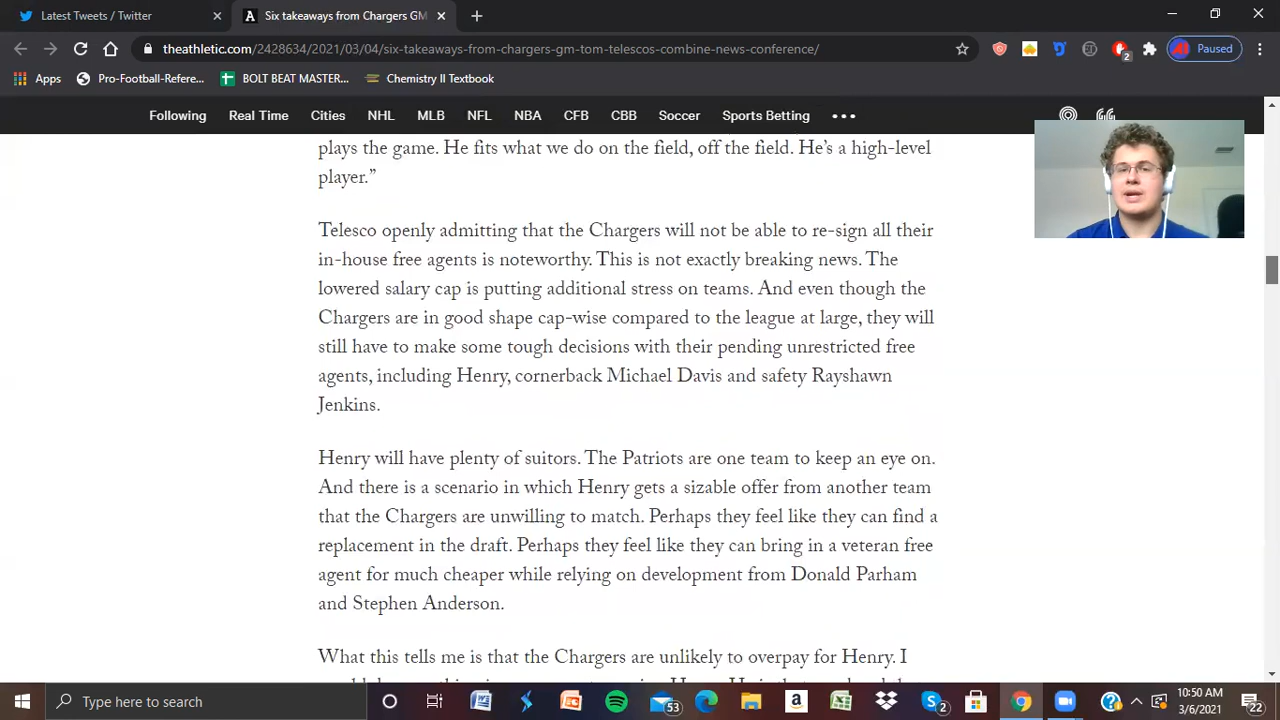 Latest Tweets / Twitter
A Six takeaways from Chargers GM
theathletic.com/2428634/2021/03/04/six-takeaways-from-chargers-gm-tom-telescos-combine-news-conference/
2
Paused
Apps Pro-Football-Refere... BOLT BEAT MASTER... Chemistry II Textbook
Following Real Time Cities NHL MLB NFL NBA CFB CBB Soccer Sports Betting
plays the game. He fits what we do on the field, off the field. He’s a high-level
player.”
Telesco openly admitting that the Chargers will not be able to re-sign all their
in-house free agents is noteworthy. This is not exactly breaking news. The
lowered salary cap is putting additional stress on teams. And even though the
Chargers are in good shape cap-wise compared to the league at large, they will
still have to make some tough decisions with their pending unrestricted free
agents, including Henry, cornerback Michael Davis and safety Rayshawn
Jenkins.
Henry will have plenty of suitors. The Patriots are one team to keep an eye on.
And there is a scenario in which Henry gets a sizable offer from another team
that the Chargers are unwilling to match. Perhaps they feel like they can find a
replacement in the draft. Perhaps they feel like they can bring in a veteran free
agent for much cheaper while relying on development from Donald Parham
and Stephen Anderson.
What this tells me is that the Chargers are unlikely to overpay for Henry. I
Type here to search
53
2
10:50 AM
3/6/2021
22